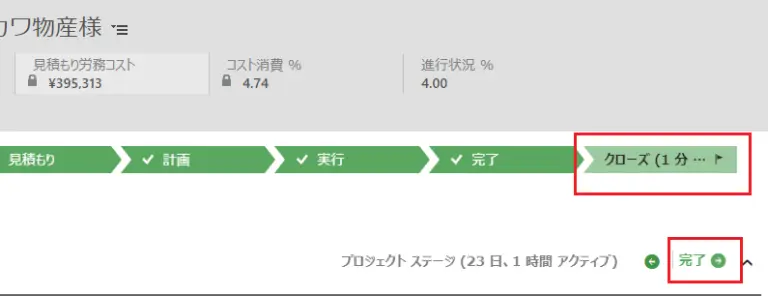 カワ物産様
見積もり労務コスト コスト消費 % 進行状況 %
¥395,313 4.74 4.00
見積もり ✓ 計画 ✓ 実行 ✓ 完了 クローズ (1 分 …
プロジェクト ステージ (23 日、1 時間 アクティブ) 完了